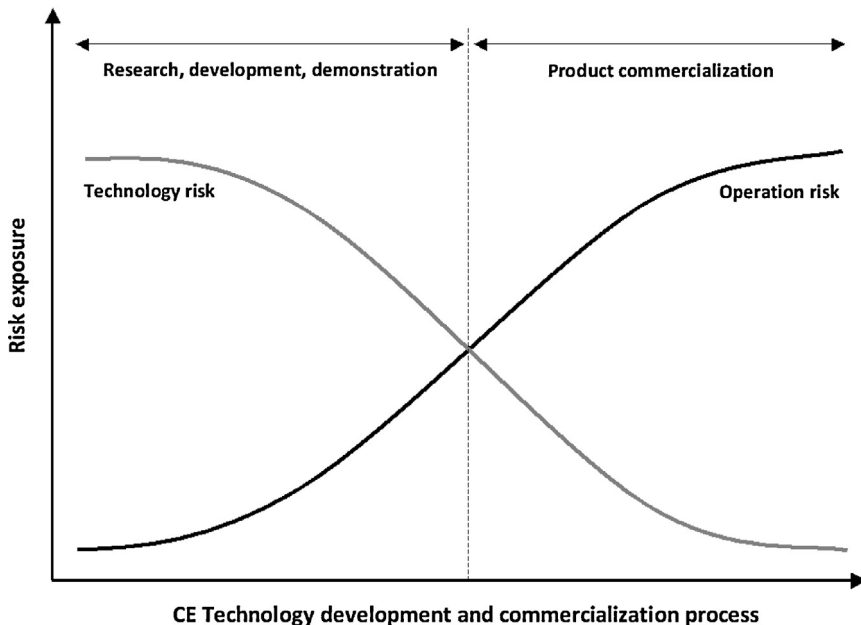 Research, development, demonstration
Product commercialization
Technology risk
Operation risk
Risk exposure
CE Technology development and commercialization process